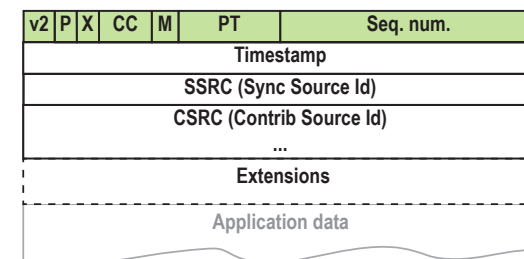 v2 P X CC M PT Seq. num.
Timestamp
SSRC (Sync Source Id)
CSRC (Contrib Source Id)
...
Extensions
Application data